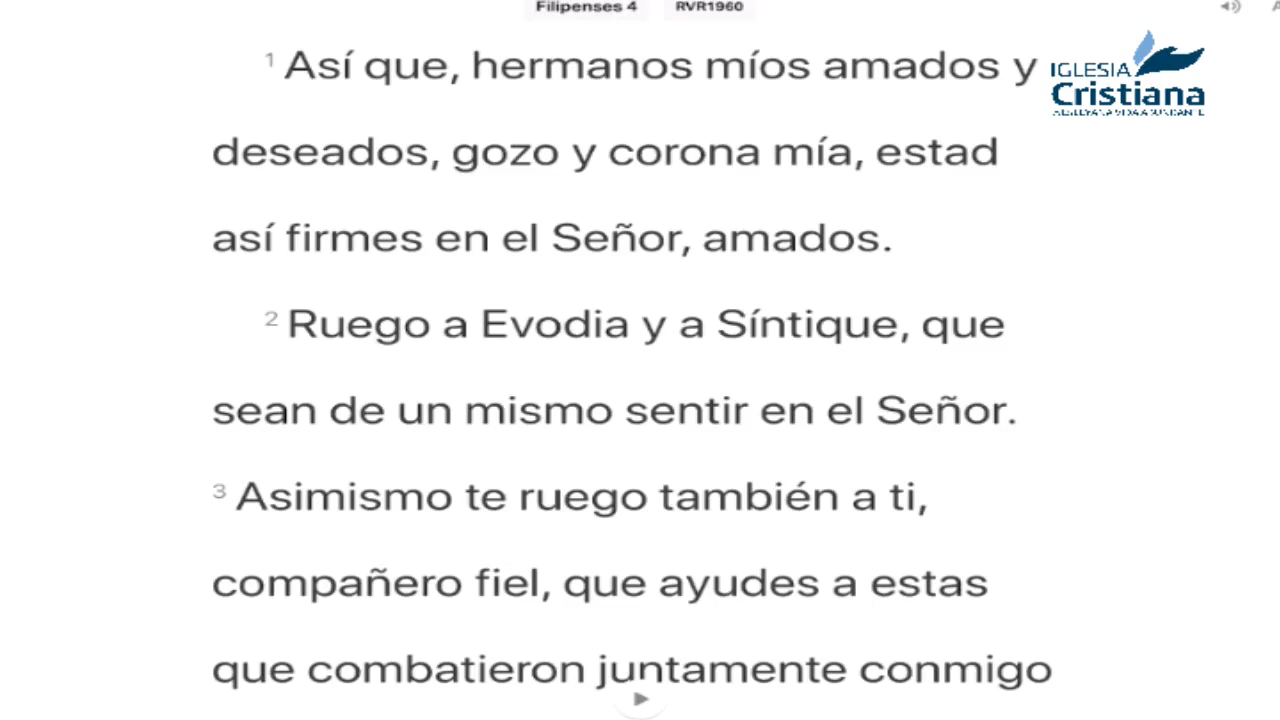 Filipenses 4 RVR1960
1 Así que, hermanos míos amados y
deseados, gozo y corona mía, estad
así firmes en el Señor, amados.
2 Ruego a Evodia y a Síntique, que
sean de un mismo sentir en el Señor.
3 Asimismo te ruego también a ti,
compañero fiel, que ayudes a estas
que combatieron juntamente conmigo
IGLESIA
Cristiana